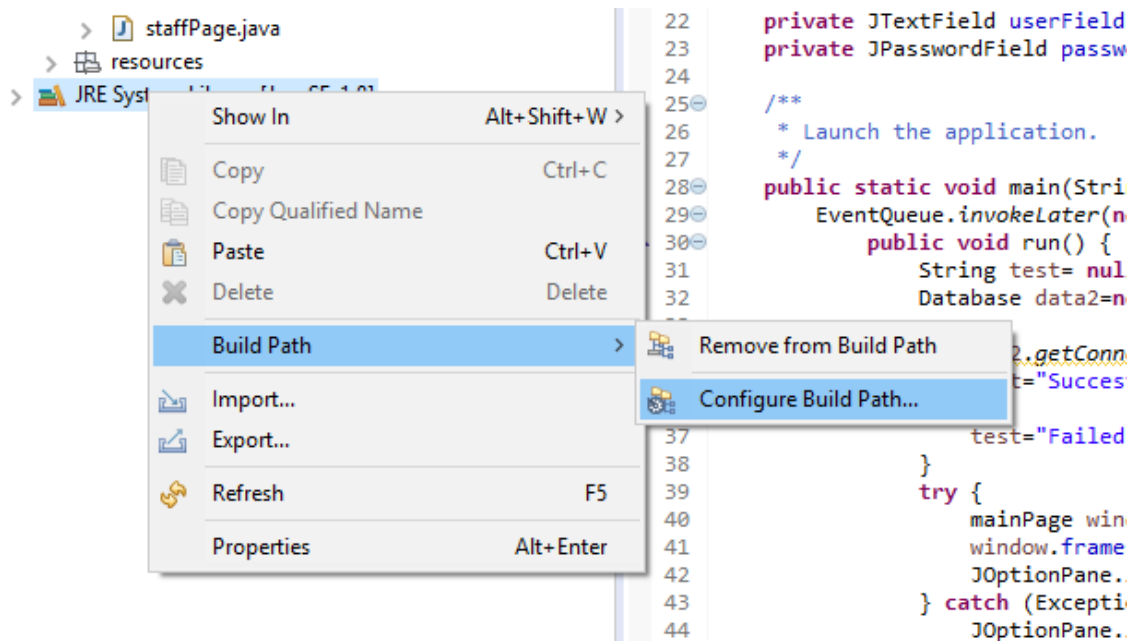 staffPage.java
resources
JRE Syst
Show In Alt+Shift+W >
Copy Ctrl+C
Copy Qualified Name
Paste Ctrl+V
Delete Delete
Build Path >
Import...
Export...
Refresh F5
Properties Alt+Enter
Remove from Build Path
Configure Build Path...
22 private JTextField userField
23 private JPasswordField passw
24
25 /**
26 * Launch the application.
27 */
28 public static void main(Stri
29 EventQueue.invokeLater(n
30 public void run() {
31 String test= nul
32 Database data2=n
2.getConn
t="Succes
37 test="Failed
38 }
39 try {
40 mainPage win
41 window.frame
42 JOptionPane.
43 } catch (Excepti
44 JOptionPane.